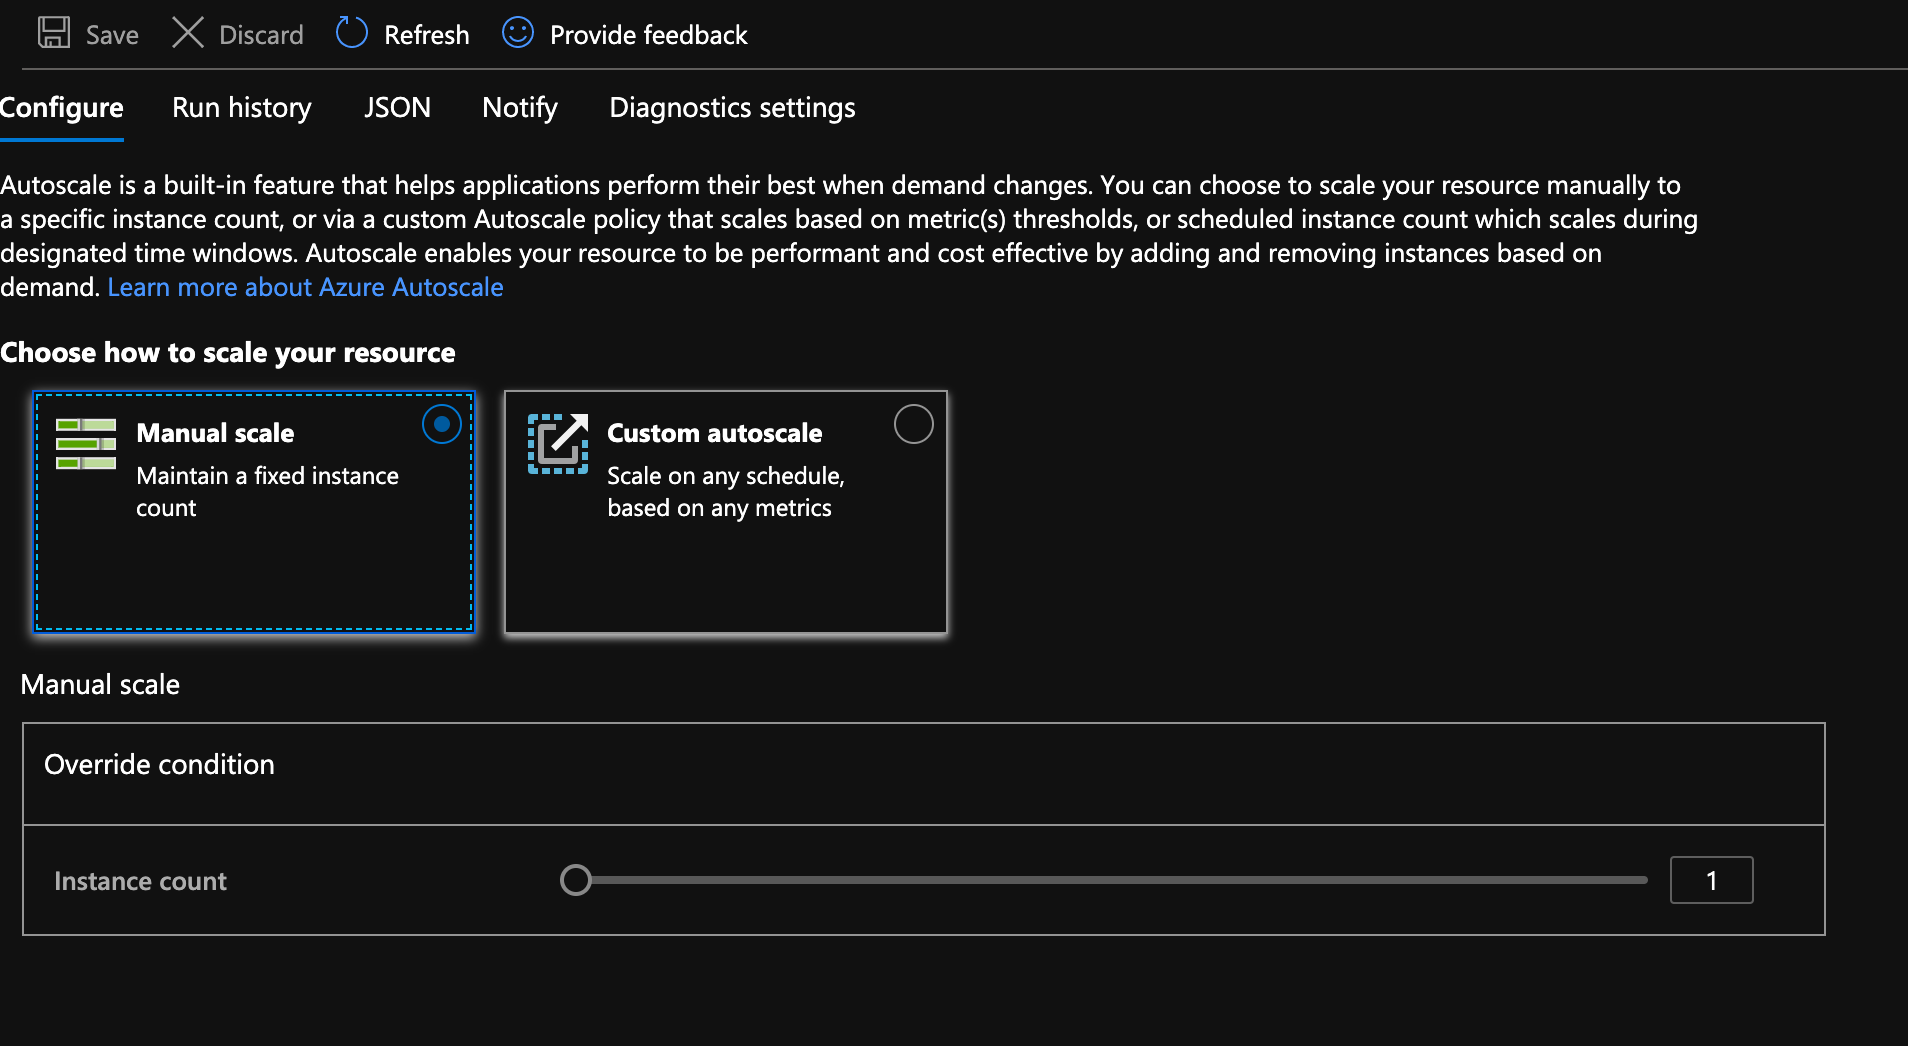 Save Discard Refresh Provide feedback
Configure Run history JSON Notify Diagnostics settings
Autoscale is a built-in feature that helps applications perform their best when demand changes. You can choose to scale your resource manually to
a specific instance count, or via a custom Autoscale policy that scales based on metric(s) thresholds, or scheduled instance count which scales during
designated time windows. Autoscale enables your resource to be performant and cost effective by adding and removing instances based on
demand. Learn more about Azure Autoscale
Choose how to scale your resource
Manual scale
Maintain a fixed instance
count
Custom autoscale
Scale on any schedule,
based on any metrics
Manual scale
Override condition
Instance count 1